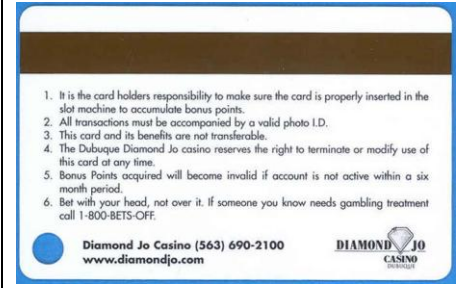 1. It is the card holders responsibility to make sure the card is properly inserted in the
slot machine to accumulate bonus points.
2. All transactions must be accompanied by a valid photo I.D.
3. This card and its benefits are not transferable.
4. The Dubuque Diamond Jo casino reserves the right to terminate or modify use of
this card at any time.
5. Bonus Points acquired will become invalid if account is not active within a six
month period.
6. Bet with your head, not over it. If someone you know needs gambling treatment
call 1-800-BETS-OFF.
Diamond Jo Casino (563) 690-2100
www.diamondjo.com
DIAMOND JO
CASINO
DUBUQUE